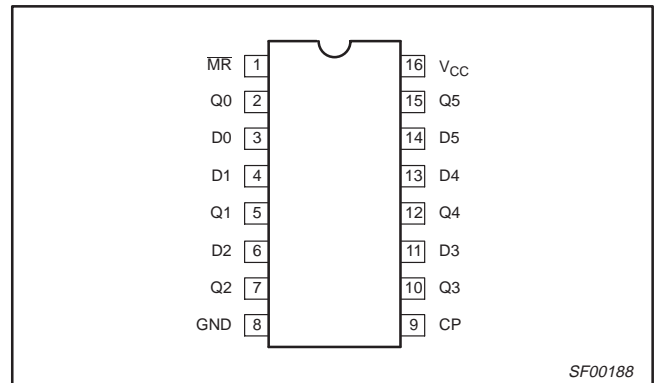 M̅R̅ 1 16 VCC
Q0 2 15 Q5
D0 3 14 D5
D1 4 13 D4
Q1 5 12 Q4
D2 6 11 D3
Q2 7 10 Q3
GND 8 9 CP
SF00188